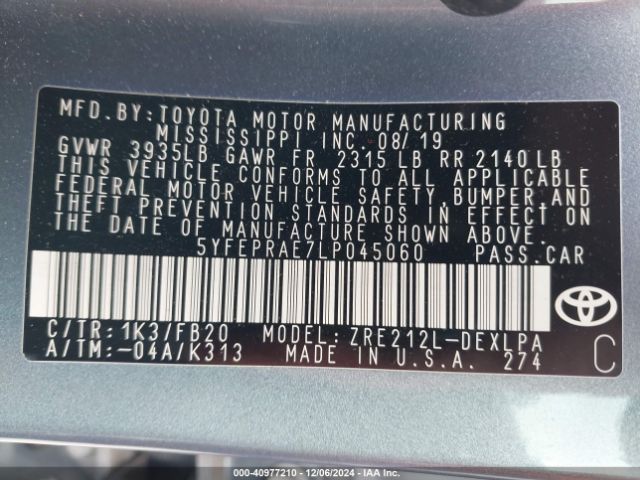 MFD. BY: TOYOTA MOTOR MANUFACTURING
MISSISSIPPI INC. 08/19
GVWR 3935LB GAWR FR 2315 LB RR 2140 LB
THIS VEHICLE CONFORMS TO ALL APPLICABLE
FEDERAL MOTOR VEHICLE SAFETY, BUMPER, AND
THEFT PREVENTION STANDARDS IN EFFECT ON
THE DATE OF MANUFACTURE SHOWN ABOVE.
5YFEPRAE7LP045060 PASS. CAR
C/TR: 1K3/FB20 MODEL: ZRE212L-DEXLPA
A/TM: -04A/K313 MADE IN U.S.A. 274
C
000-40977210 - 12/06/2024 - IAA Inc.